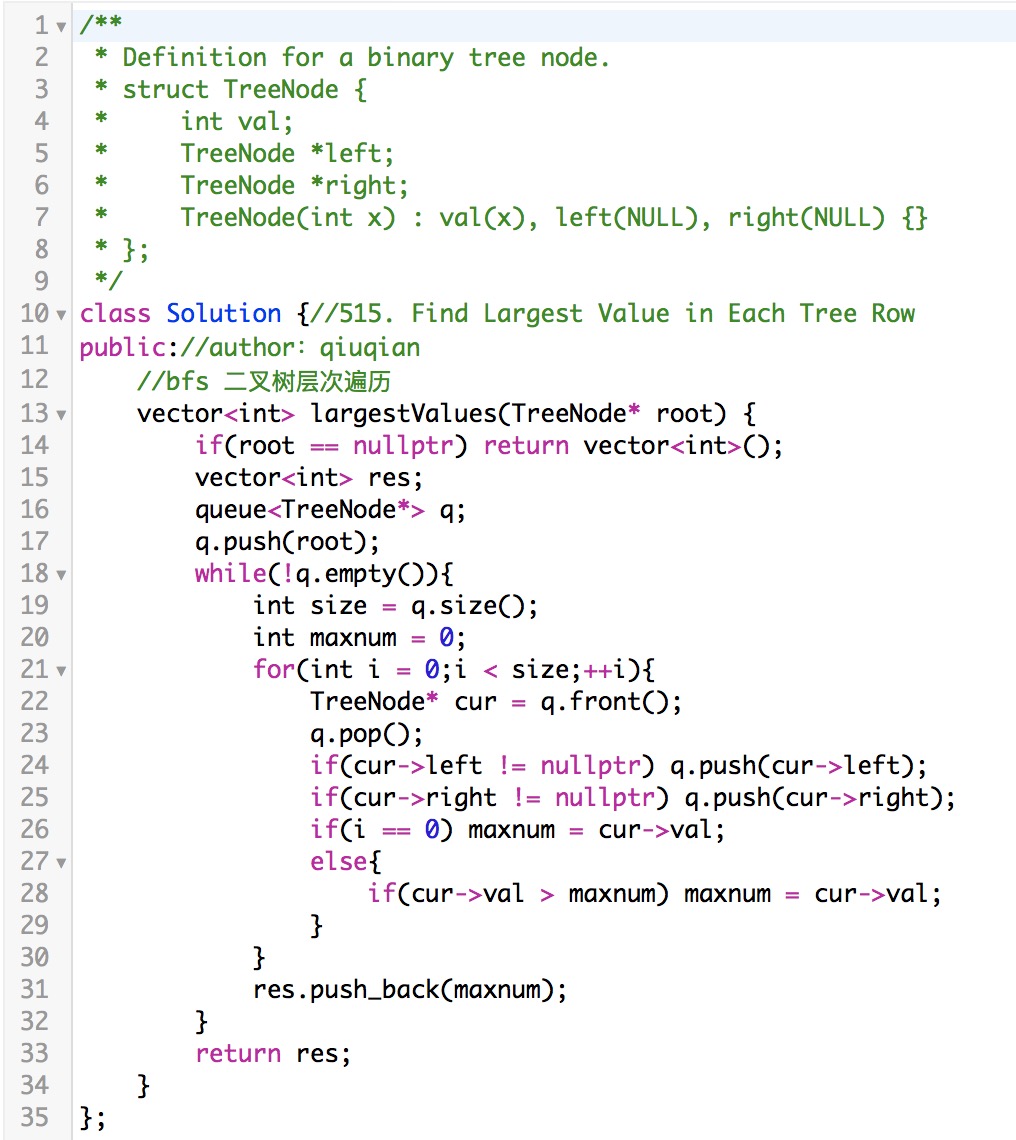 1 /**
2  * Definition for a binary tree node.
3  * struct TreeNode {
4  *     int val;
5  *     TreeNode *left;
6  *     TreeNode *right;
7  *     TreeNode(int x) : val(x), left(NULL), right(NULL) {}
8  * };
9  */
10 class Solution {//515. Find Largest Value in Each Tree Row
11 public://author：qiuqian
12     //bfs 二叉树层次遍历
13     vector<int> largestValues(TreeNode* root) {
14         if(root == nullptr) return vector<int>();
15         vector<int> res;
16         queue<TreeNode*> q;
17         q.push(root);
18         while(!q.empty()){
19             int size = q.size();
20             int maxnum = 0;
21             for(int i = 0;i < size;++i){
22                 TreeNode* cur = q.front();
23                 q.pop();
24                 if(cur->left != nullptr) q.push(cur->left);
25                 if(cur->right != nullptr) q.push(cur->right);
26                 if(i == 0) maxnum = cur->val;
27                 else{
28                     if(cur->val > maxnum) maxnum = cur->val;
29                 }
30             }
31             res.push_back(maxnum);
32         }
33         return res;
34     }
35 };